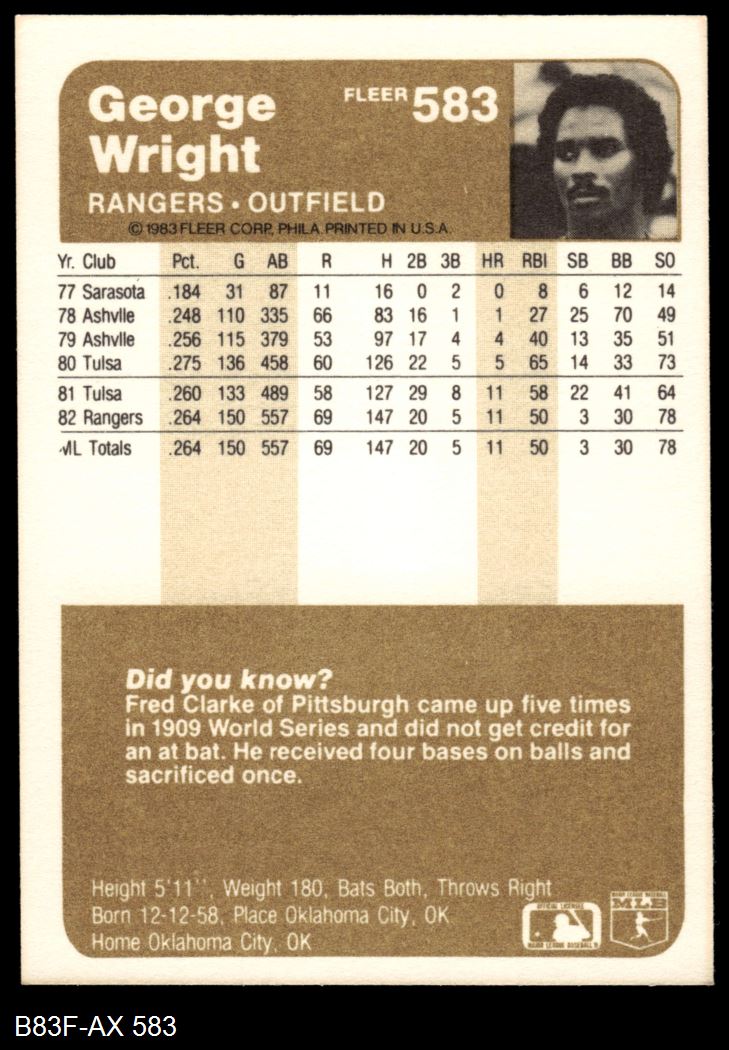 George
Wright
FLEER 583
RANGERS • OUTFIELD
© 1983 FLEER CORP., PHILA. PRINTED IN U.S.A.
Yr. Club Pct. G AB R H 2B 3B HR RBI SB BB SO
77 Sarasota .184 31 87 11 16 0 2 0 8 6 12 14
78 Ashvlle .248 110 335 66 83 16 1 1 27 25 70 49
79 Ashvlle .256 115 379 53 97 17 4 4 40 13 35 51
80 Tulsa .275 136 458 60 126 22 5 5 65 14 33 73
81 Tulsa .260 133 489 58 127 29 8 11 58 22 41 64
82 Rangers .264 150 557 69 147 20 5 11 50 3 30 78
ML Totals .264 150 557 69 147 20 5 11 50 3 30 78
Did you know?
Fred Clarke of Pittsburgh came up five times
in 1909 World Series and did not get credit for
an at bat. He received four bases on balls and
sacrificed once.
Height 5'11'', Weight 180, Bats Both, Throws Right
Born 12-12-58, Place Oklahoma City, OK
Home Oklahoma City, OK
OFFICIAL LICENSEE
MAJOR LEAGUE BASEBALL
MAJOR LEAGUE BASEBALL
MLB
B83F-AX 583